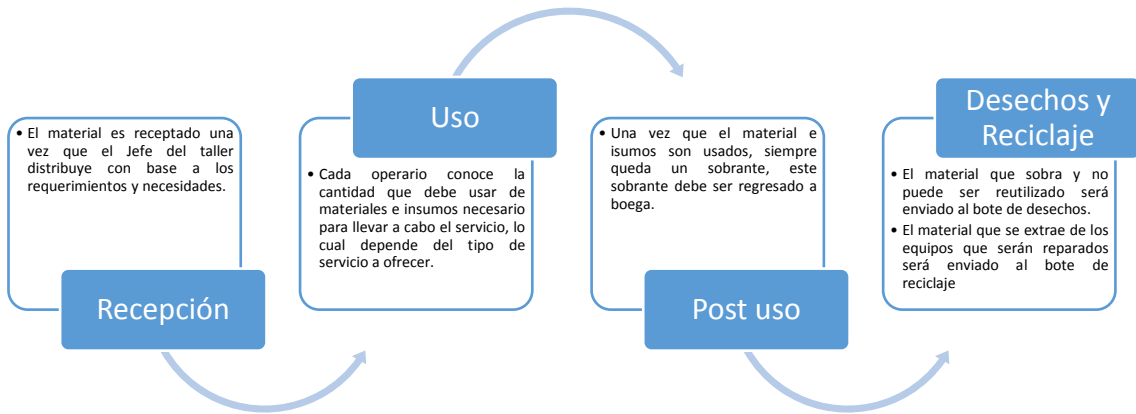 • El material es receptado una
vez que el Jefe del taller
distribuye con base a los
requerimientos y necesidades.
Recepción
Uso
• Cada operario conoce la
cantidad que debe usar de
materiales e insumos necesario
para llevar a cabo el servicio, lo
cual depende del tipo de
servicio a ofrecer.
• Una vez que el material e
isumos son usados, siempre
queda un sobrante, este
sobrante debe ser regresado a
boega.
Post uso
Desechos y
Reciclaje
• El material que sobra y no
puede ser reutilizado será
enviado al bote de desechos.
• El material que se extrae de los
equipos que serán reparados
será enviado al bote de
reciclaje